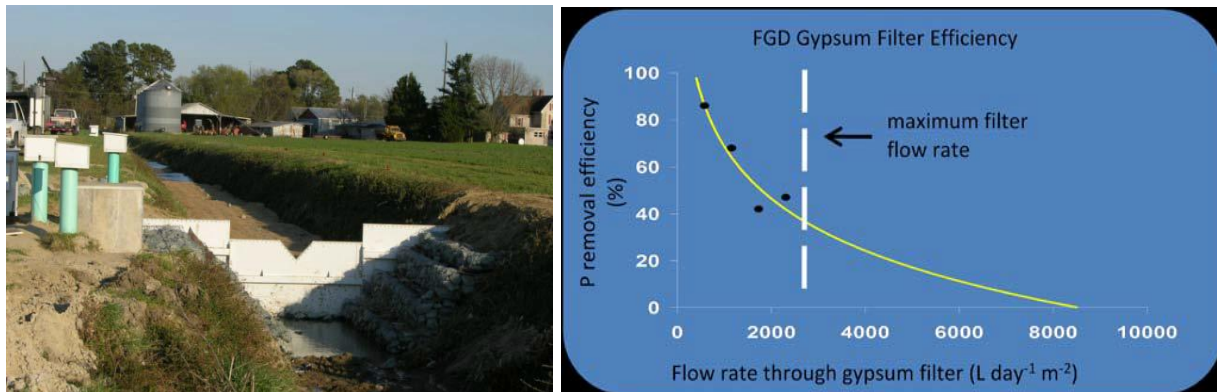 FGD Gypsum Filter Efficiency
P removal efficiency
(%)
100
80
60
40
20
0
maximum filter
flow rate
0 2000 4000 6000 8000 10000
Flow rate through gypsum filter (L day⁻¹ m⁻²)